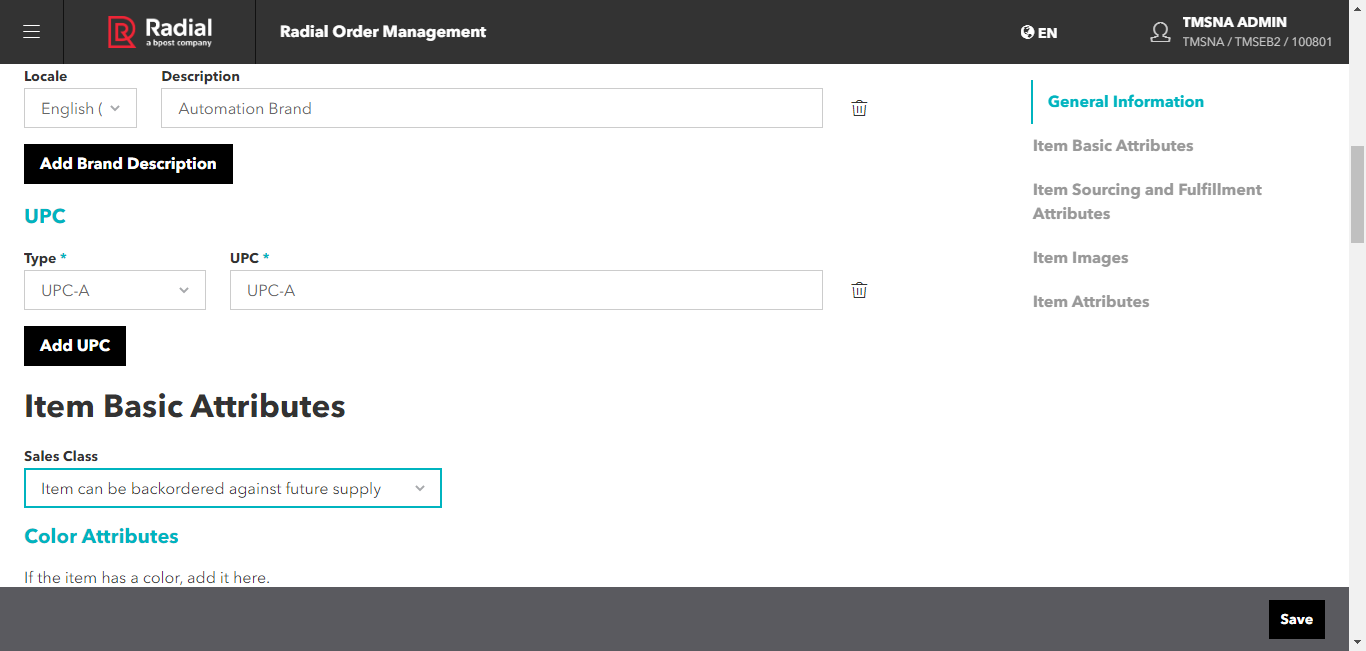 Radial
a bpost company
Radial Order Management
EN
TMSNA ADMIN
TMSNA / TMSEB2 / 100801
Locale
Description
English (
Automation Brand
Add Brand Description
UPC
Type *
UPC *
UPC-A
UPC-A
Add UPC
Item Basic Attributes
Sales Class
Item can be backordered against future supply
Color Attributes
If the item has a color, add it here.
General Information
Item Basic Attributes
Item Sourcing and Fulfillment
Attributes
Item Images
Item Attributes
Save